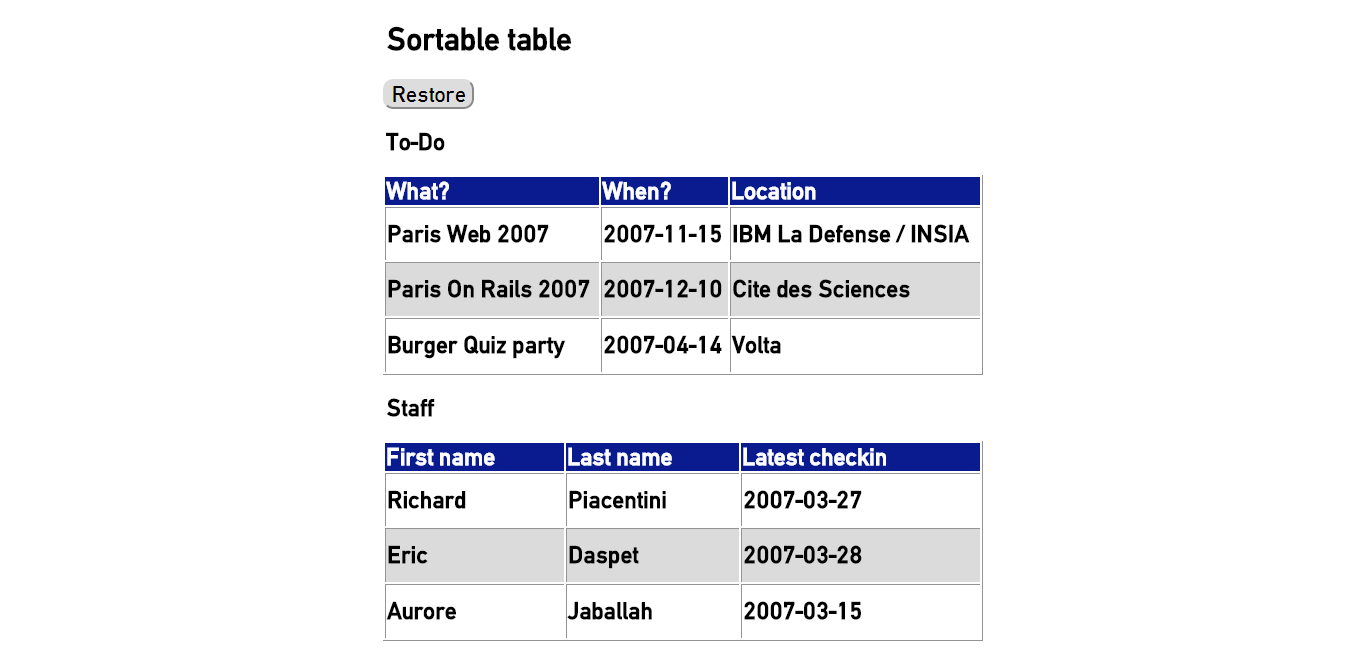 Sortable table
Restore
To-Do
What? When? Location
Paris Web 2007 2007-11-15 IBM La Defense / INSIA
Paris On Rails 2007 2007-12-10 Cite des Sciences
Burger Quiz party 2007-04-14 Volta
Staff
First name Last name Latest checkin
Richard Piacentini 2007-03-27
Eric Daspet 2007-03-28
Aurore Jaballah 2007-03-15